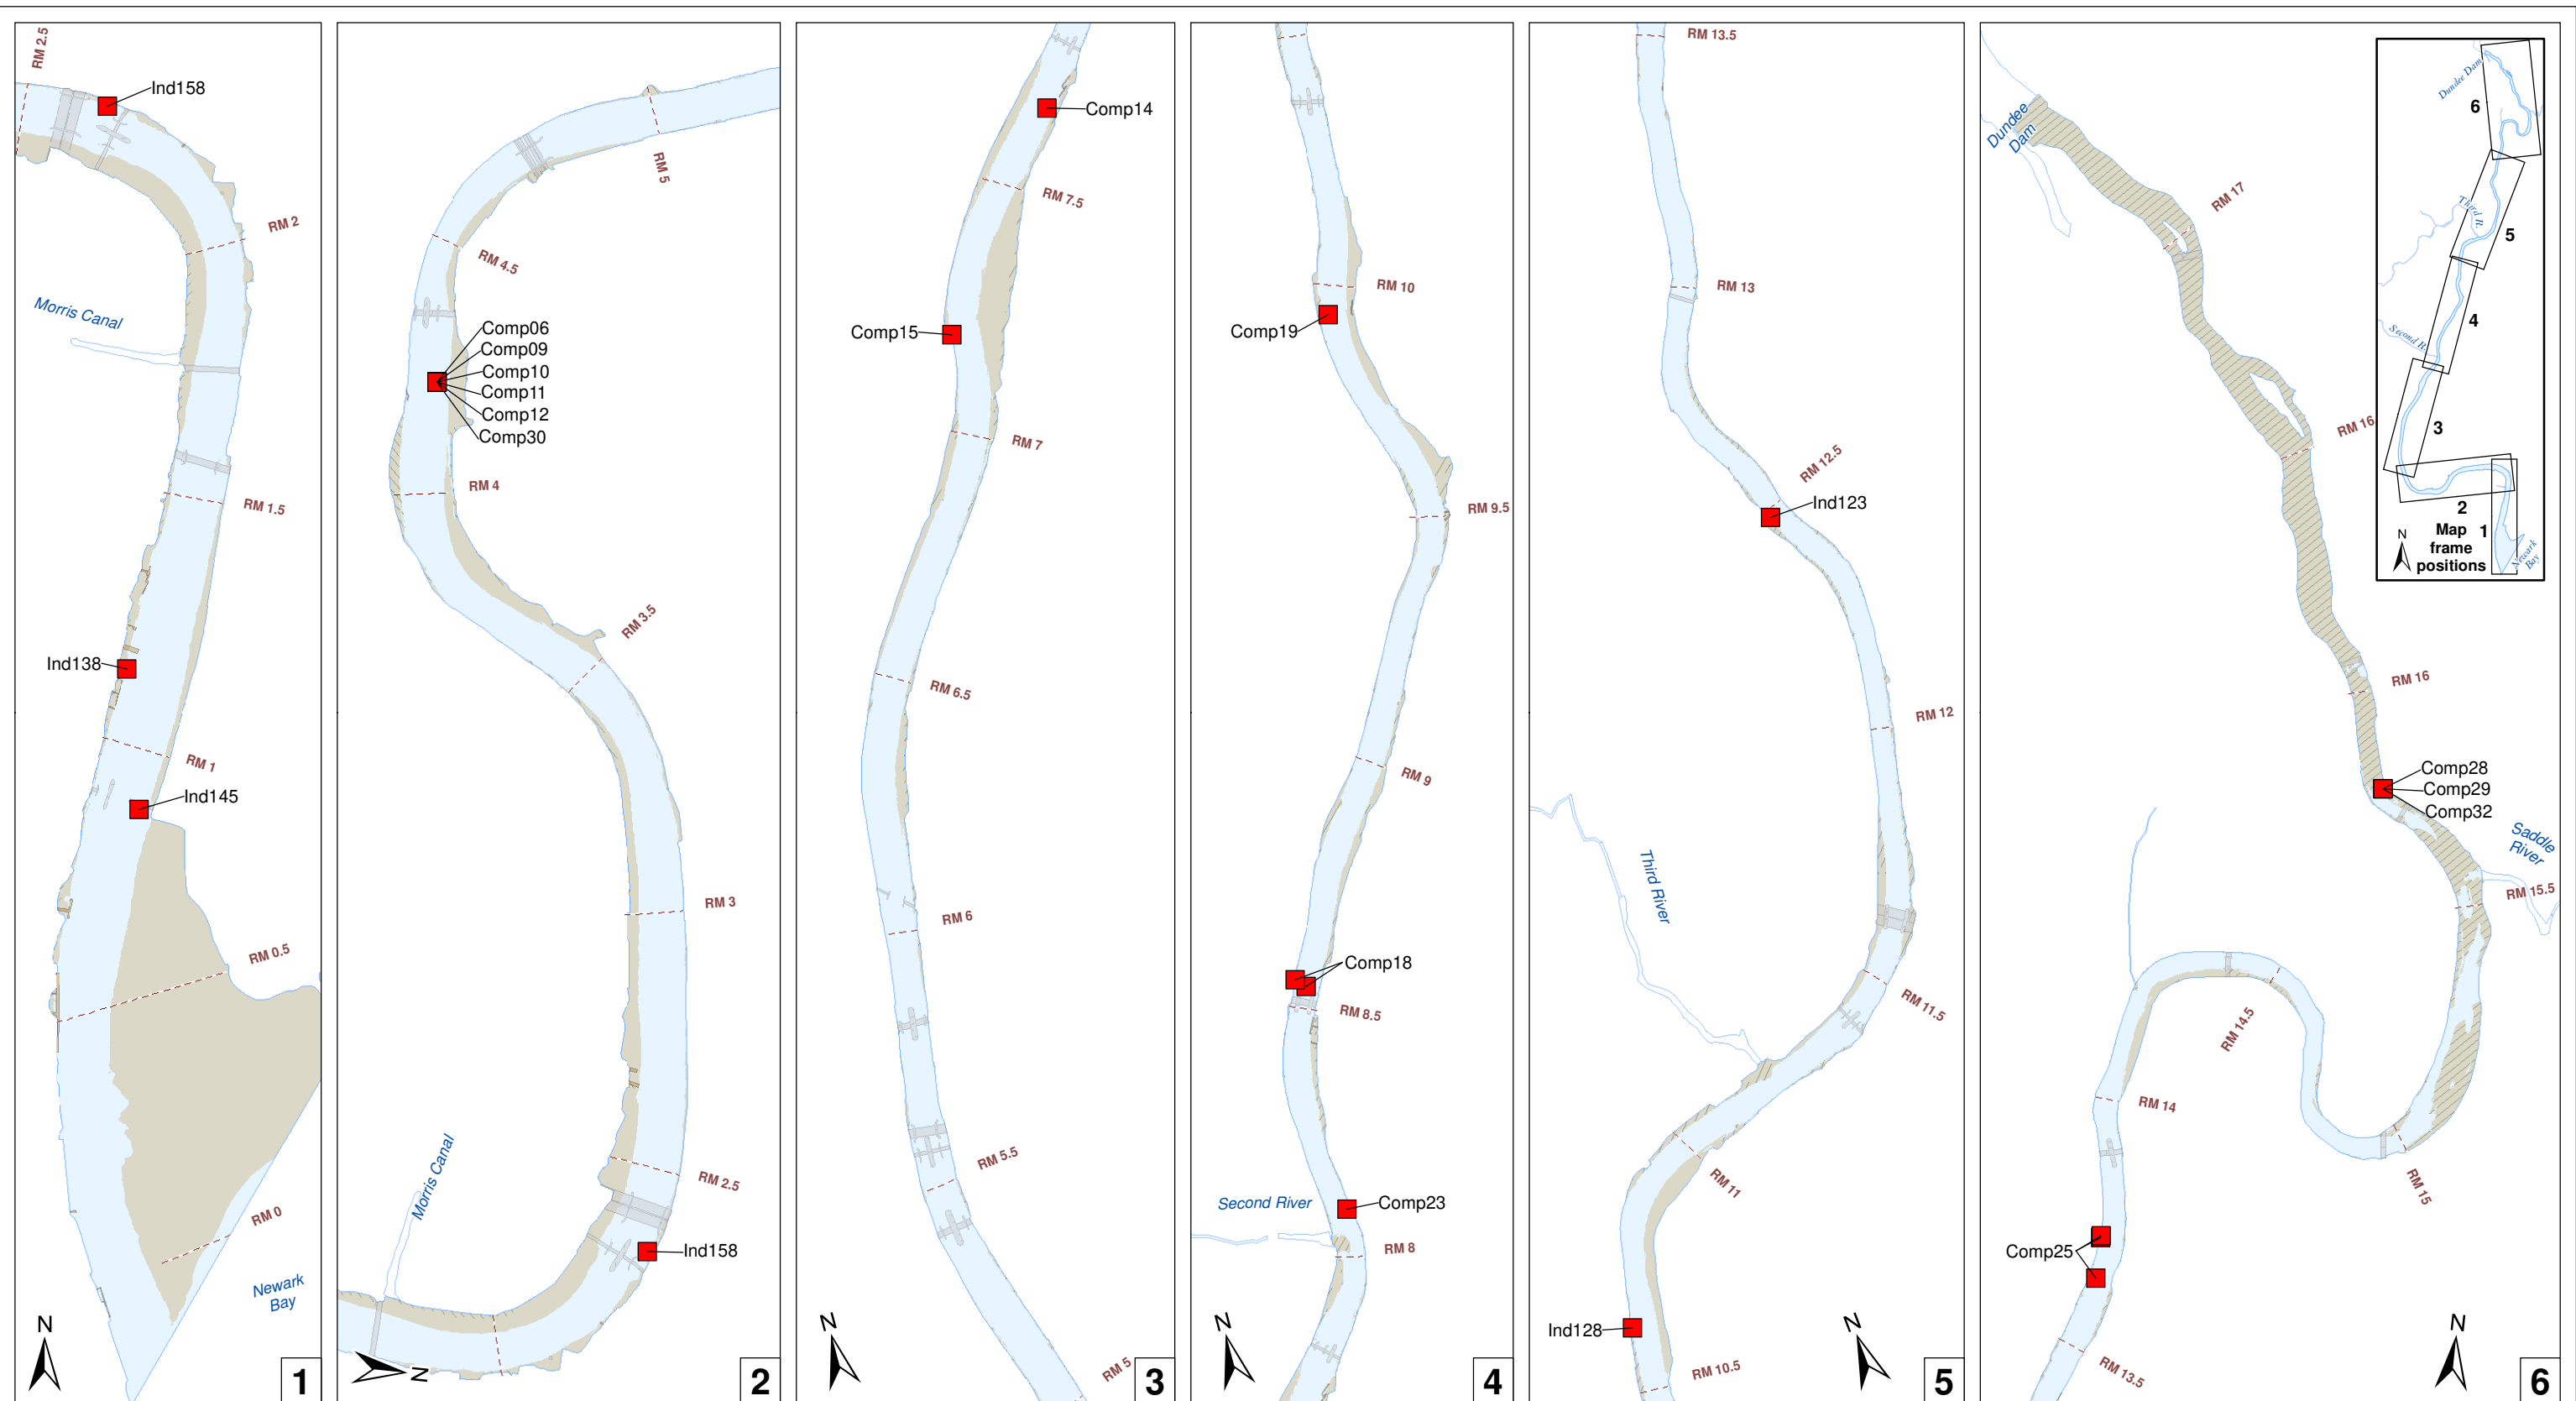 RM 2.5
Ind158
RM 2
Morris Canal
RM 1.5
Ind138
RM 1
Ind145
RM 0.5
RM 0
Newark
Bay
N
1
RM 5
RM 4.5
Comp06
Comp09
Comp10
Comp11
Comp12
Comp30
RM 4
RM 3.5
RM 3
Morris Canal
RM 2.5
Ind158
N
2
Comp14
RM 7.5
Comp15
RM 7
RM 6.5
RM 6
RM 5.5
N
RM 5
3
RM 10
Comp19
RM 9.5
RM 9
Comp18
RM 8.5
Second River
Comp23
RM 8
N
4
RM 13.5
RM 13
RM 12.5
Ind123
RM 12
Third River
RM 11.5
RM 11
Ind128
N
RM 10.5
5
Dundee
Dam
RM 17
RM 16
RM 16
Comp28
Comp29
Comp32
Saddle
River
RM 15.5
RM 14.5
RM 14
RM 15
Comp25
N
RM 13.5
6
Dundee Dam
6
Third R.
5
4
Second R.
3
2
1
N
Map
frame
positions
Newark
Bay